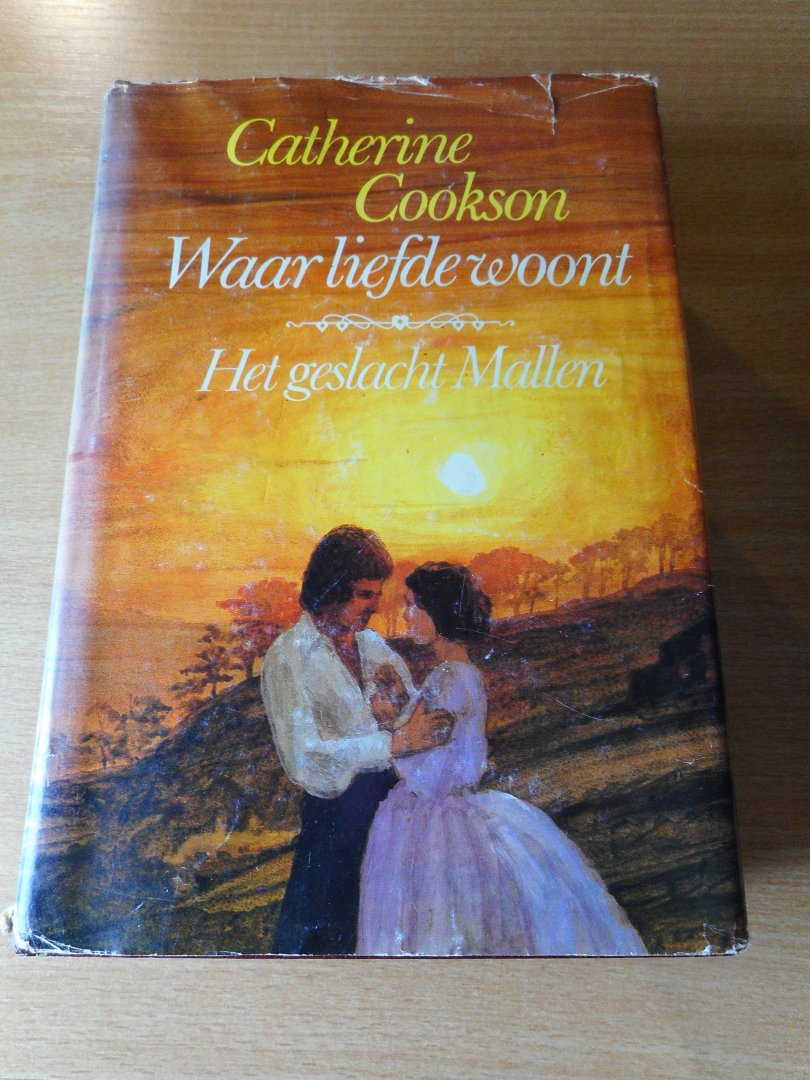 Catherine
Cookson
Waar liefde woont
Het geslacht Mallen